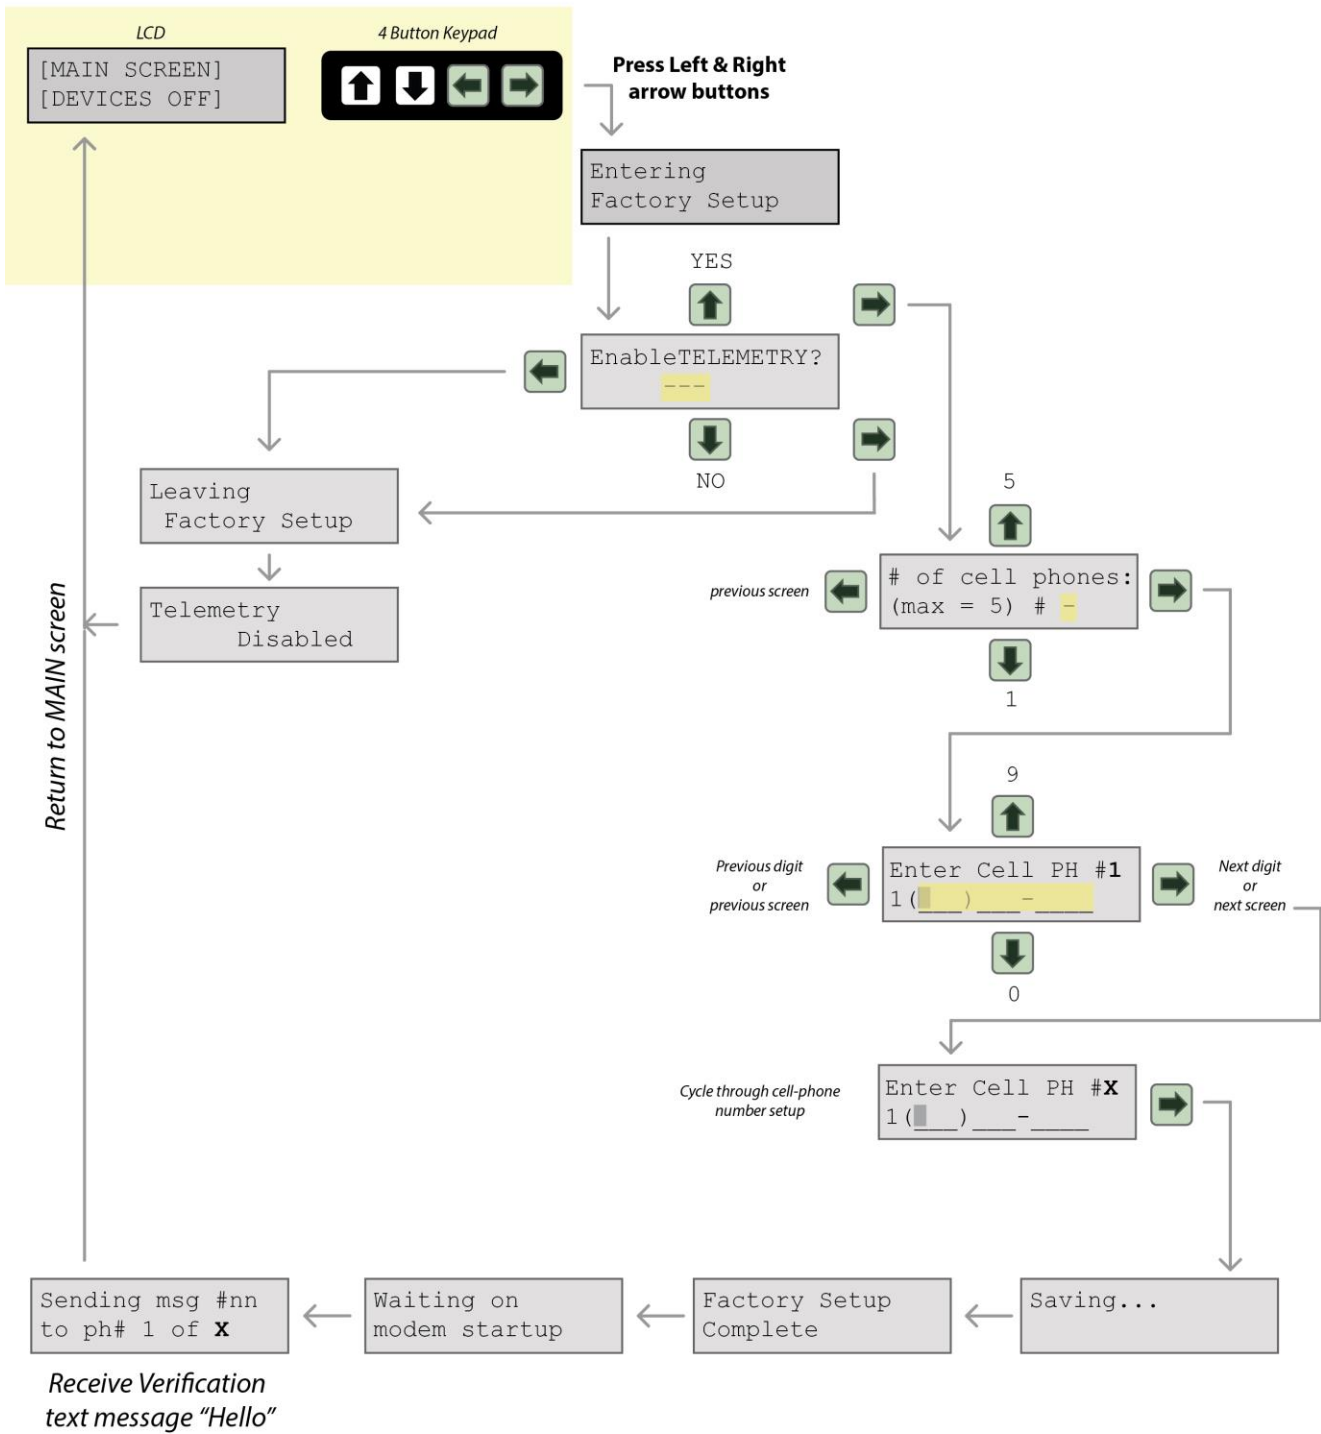 LCD
4 Button Keypad
[MAIN SCREEN]
[DEVICES OFF]
Press Left & Right
arrow buttons
Entering
Factory Setup
YES
EnableTELEMETRY?
---
NO
Leaving
Factory Setup
Telemetry
Disabled
Return to MAIN screen
5
previous screen
# of cell phones:
(max = 5) # -
1
9
Previous digit
or
previous screen
Enter Cell PH #1
1(___)___-____
Next digit
or
next screen
0
Cycle through cell-phone
number setup
Enter Cell PH #X
1(___)___-____
Sending msg #nn
to ph# 1 of X
Waiting on
modem startup
Factory Setup
Complete
Saving...
Receive Verification
text message “Hello”